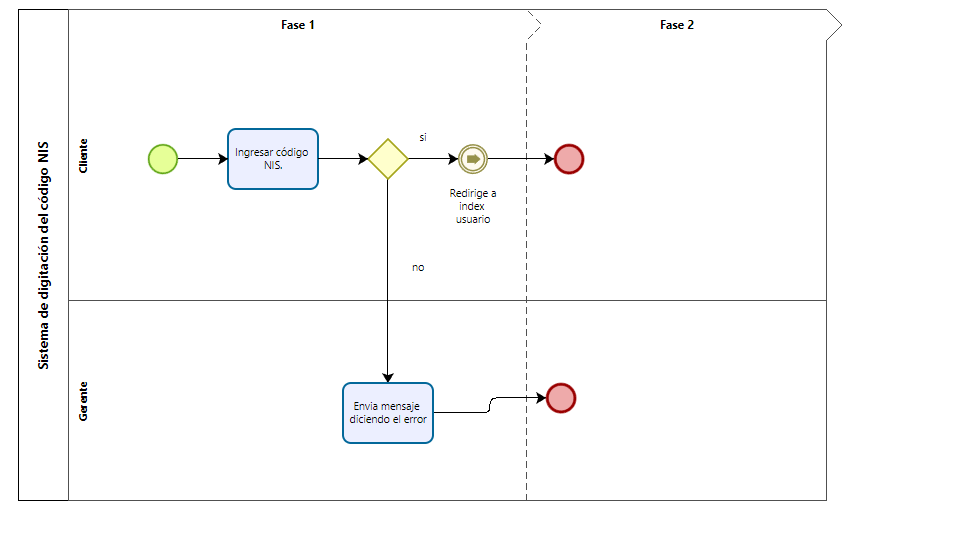 Fase 1
Fase 2
Sistema de digitación del código NIS
Cliente
Ingresar código
NIS.
si
Redirige a
index
usuario
no
Gerente
Envia mensaje
diciendo el error